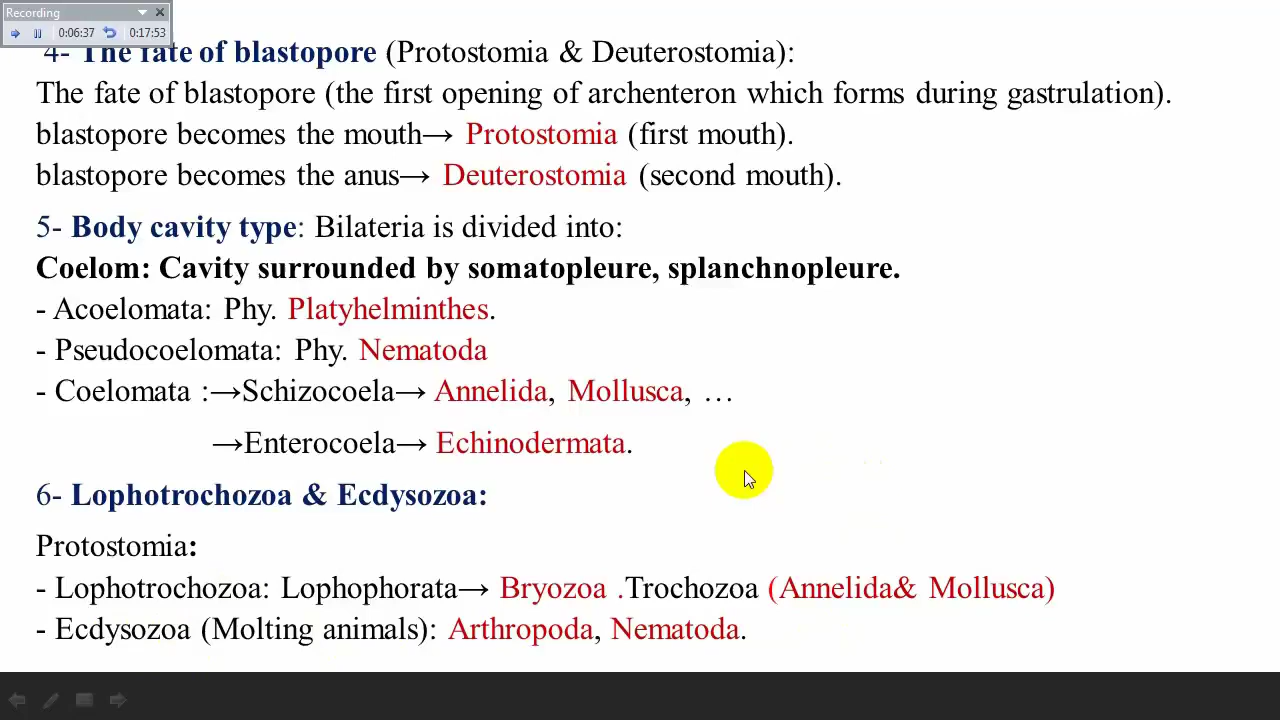 Recording
0:06:37 0:17:53
4- The fate of blastopore (Protostomia & Deuterostomia):
The fate of blastopore (the first opening of archenteron which forms during gastrulation).
blastopore becomes the mouth→ Protostomia (first mouth).
blastopore becomes the anus→ Deuterostomia (second mouth).
5- Body cavity type: Bilateria is divided into:
Coelom: Cavity surrounded by somatopleure, splanchnopleure.
- Acoelomata: Phy. Platyhelminthes.
- Pseudocoelomata: Phy. Nematoda
- Coelomata :→Schizocoela→ Annelida, Mollusca, …
→Enterocoela→ Echinodermata.
6- Lophotrochozoa & Ecdysozoa:
Protostomia:
- Lophotrochozoa: Lophophorata→ Bryozoa .Trochozoa (Annelida& Mollusca)
- Ecdysozoa (Molting animals): Arthropoda, Nematoda.